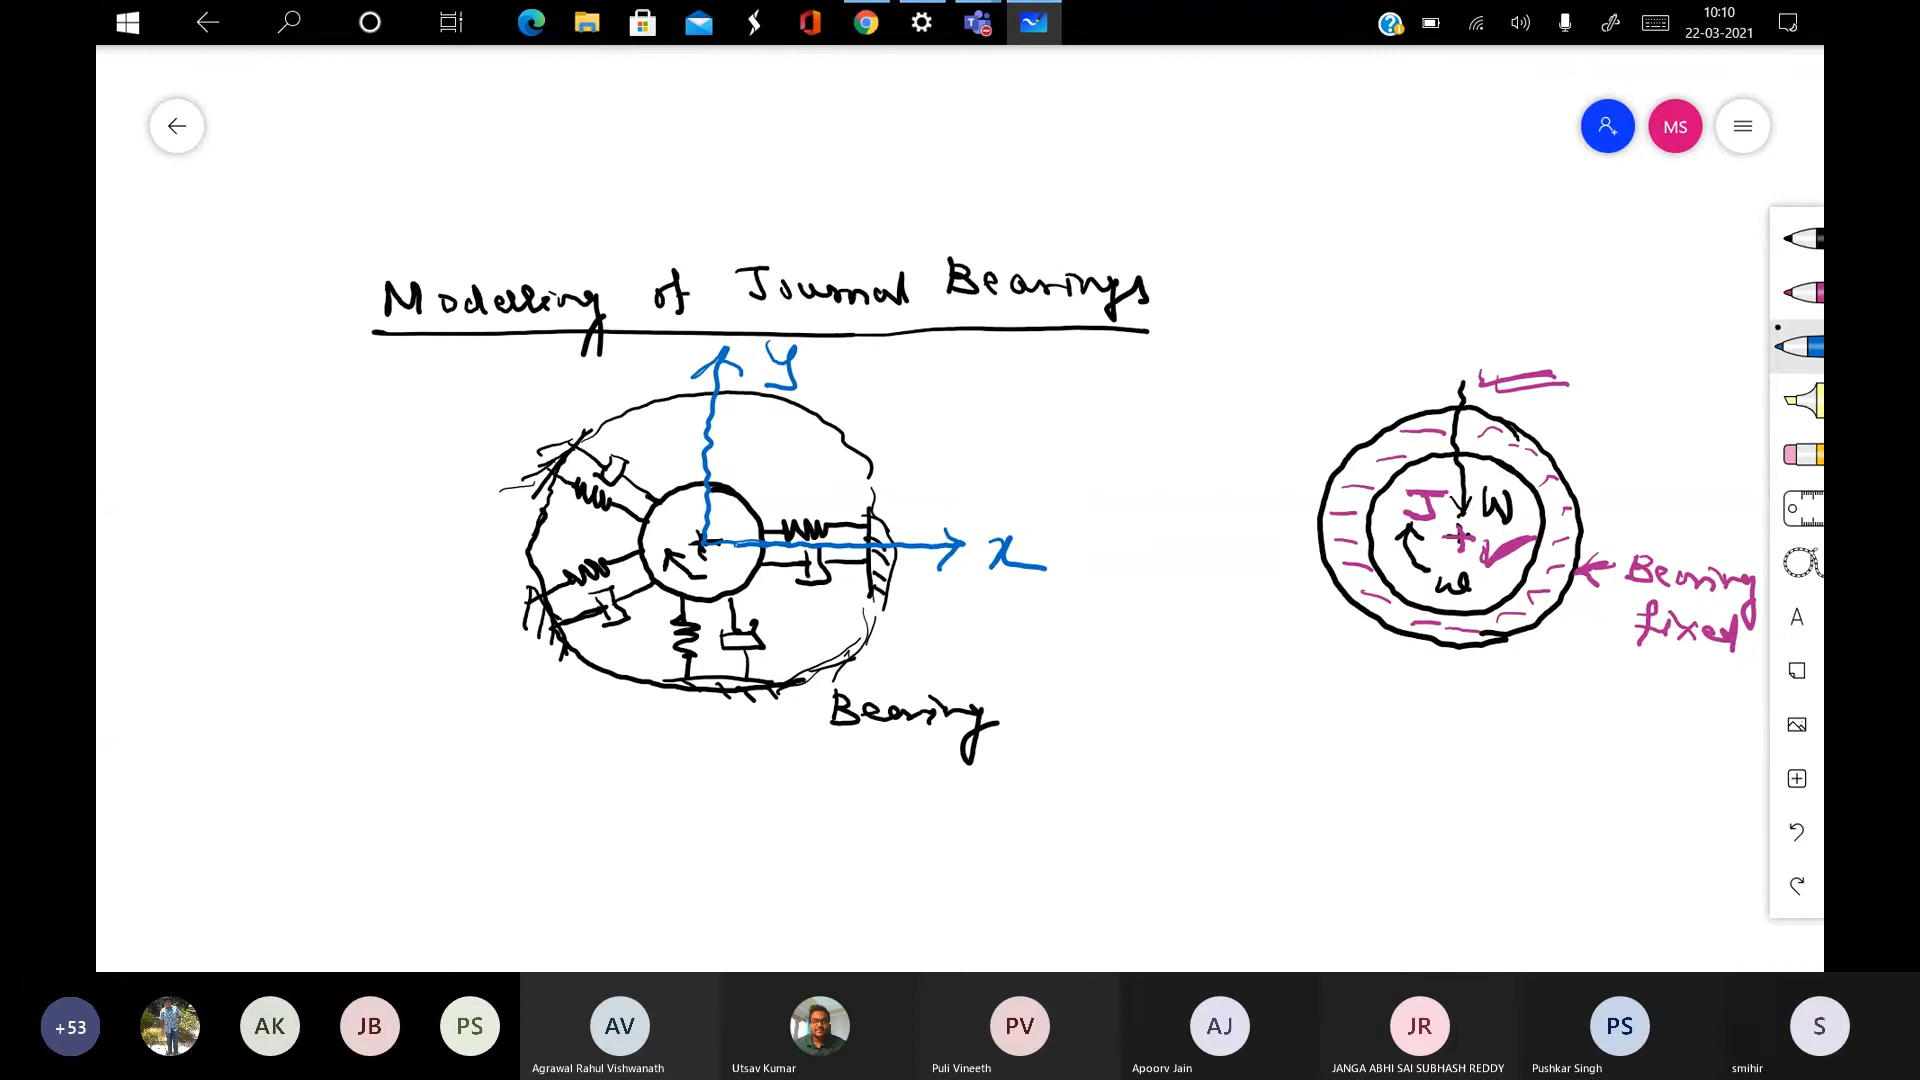 10:10
22-03-2021
MS
Modelling of Journal Bearings
y
x
J
W
ω
Bearing
fixed
Bearing
A
+53
AK
JB
PS
AV
PV
AJ
JR
PS
S
Agrawal Rahul Vishwanath
Utsav Kumar
Puli Vineeth
Apoorv Jain
JANGA ABHI SAI SUBHASH REDDY
Pushkar Singh
smihir